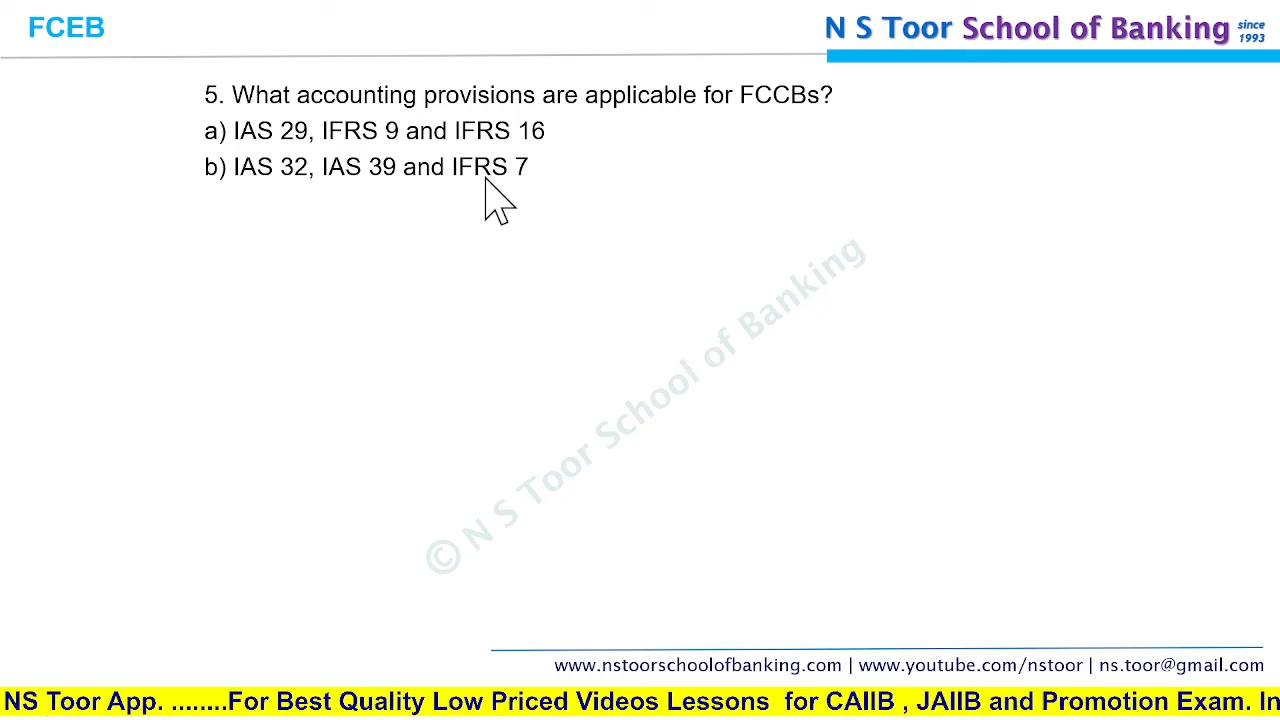 FCEB
N S Toor School of Banking since 1993
5. What accounting provisions are applicable for FCCBs?
a) IAS 29, IFRS 9 and IFRS 16
b) IAS 32, IAS 39 and IFRS 7
© N S Toor School of Banking
www.nstoorschoolofbanking.com | www.youtube.com/nstoor | ns.toor@gmail.com
NS Toor App. ........For Best Quality Low Priced Videos Lessons for CAIIB , JAIIB and Promotion Exam. In